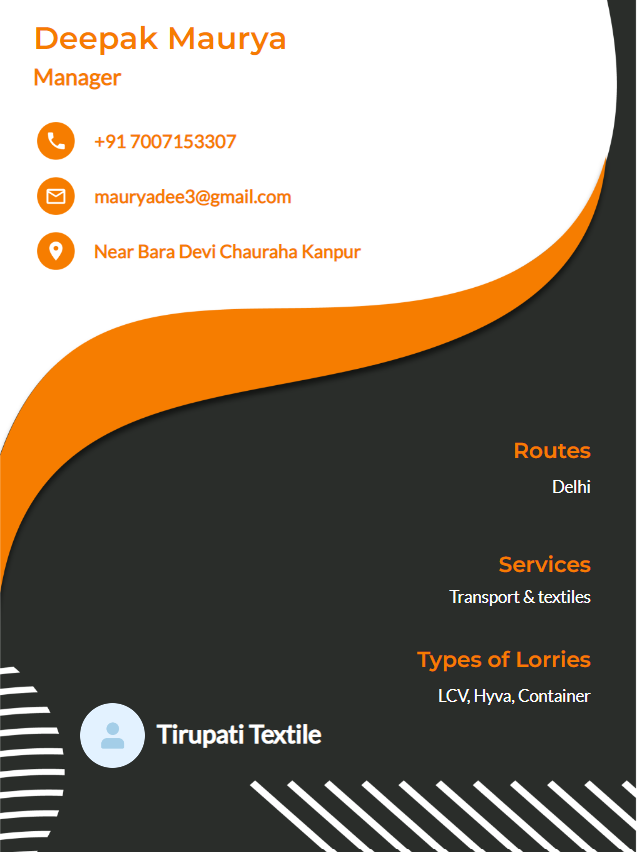 Deepak Maurya
Manager
+91 7007153307
mauryadee3@gmail.com
Near Bara Devi Chauraha Kanpur
Routes
Delhi
Services
Transport & textiles
Types of Lorries
LCV, Hyva, Container
Tirupati Textile